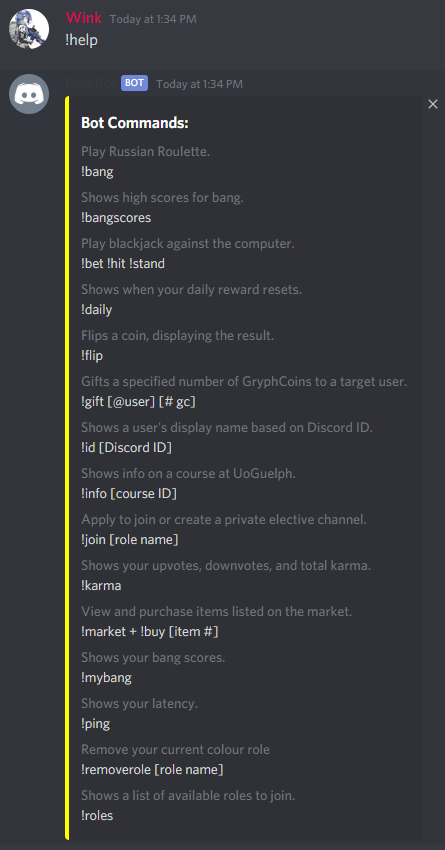 Wink Today at 1:34 PM
!help
BOT Today at 1:34 PM
Bot Commands:
Play Russian Roulette.
!bang
Shows high scores for bang.
!bangscores
Play blackjack against the computer.
!bet !hit !stand
Shows when your daily reward resets.
!daily
Flips a coin, displaying the result.
!flip
Gifts a specified number of GryphCoins to a target user.
!gift [@user] [# gc]
Shows a user's display name based on Discord ID.
!id [Discord ID]
Shows info on a course at UoGuelph.
!info [course ID]
Apply to join or create a private elective channel.
!join [role name]
Shows your upvotes, downvotes, and total karma.
!karma
View and purchase items listed on the market.
!market + !buy [item #]
Shows your bang scores.
!mybang
Shows your latency.
!ping
Remove your current colour role
!removerole [role name]
Shows a list of available roles to join.
!roles